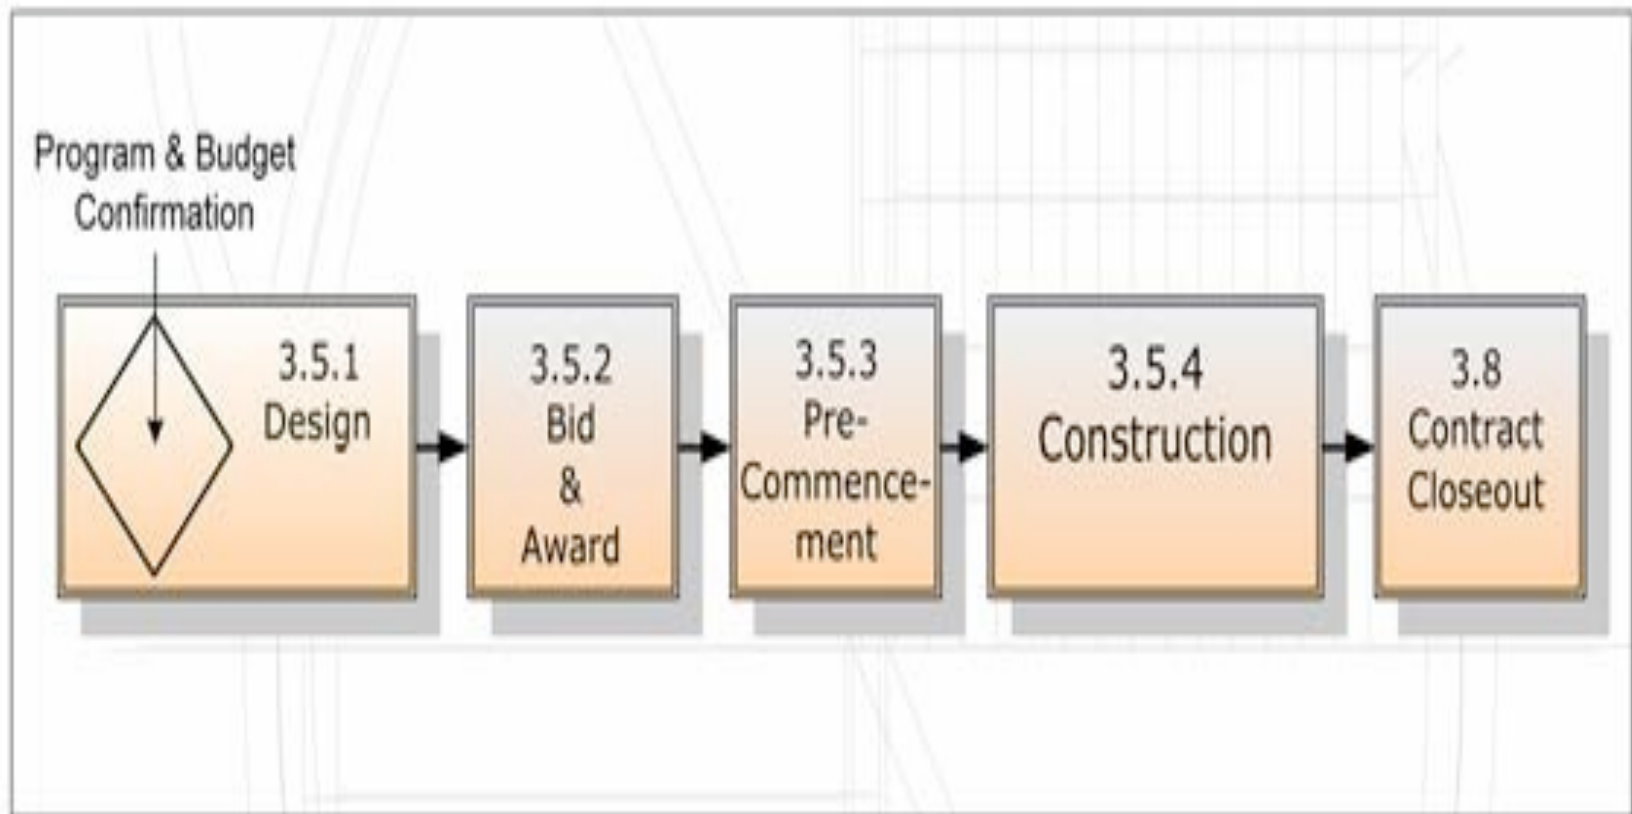 Program & Budget
Confirmation
3.5.1
Design
3.5.2
Bid
&
Award
3.5.3
Pre-
Commence-
ment
3.5.4
Construction
3.8
Contract
Closeout